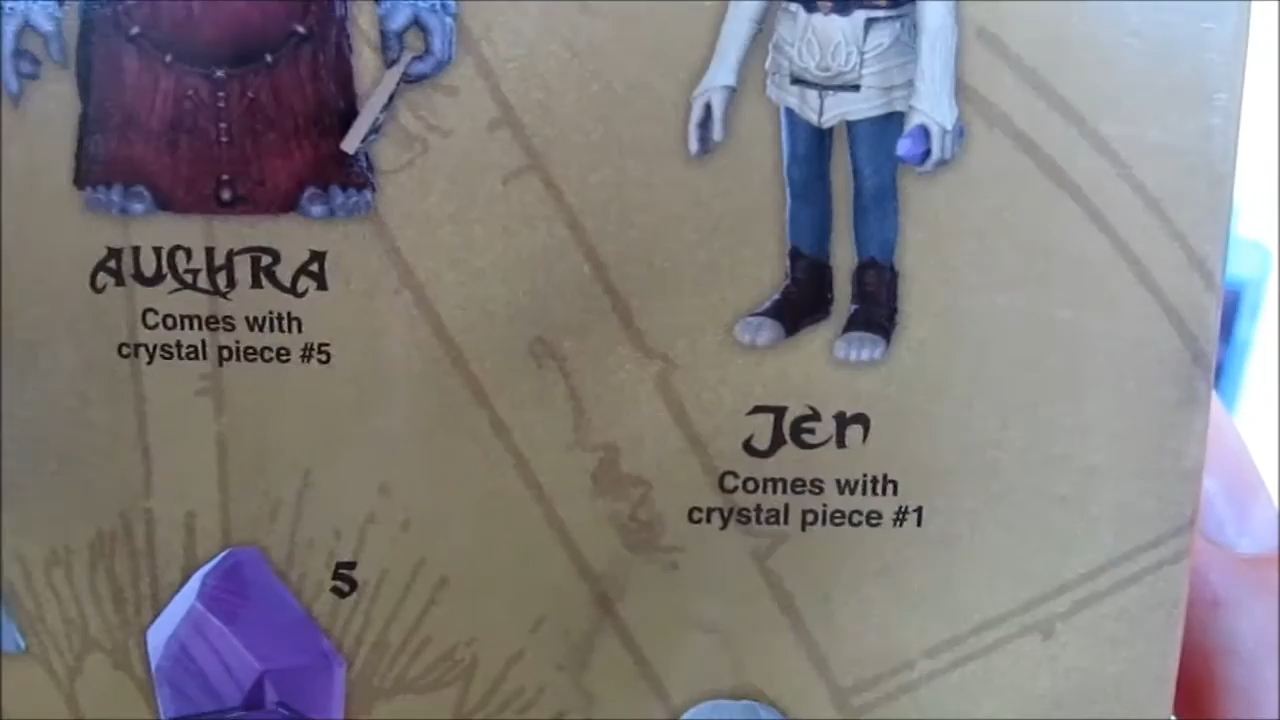 AUGHRA
Comes with
crystal piece #5
Jen
Comes with
crystal piece #1
5